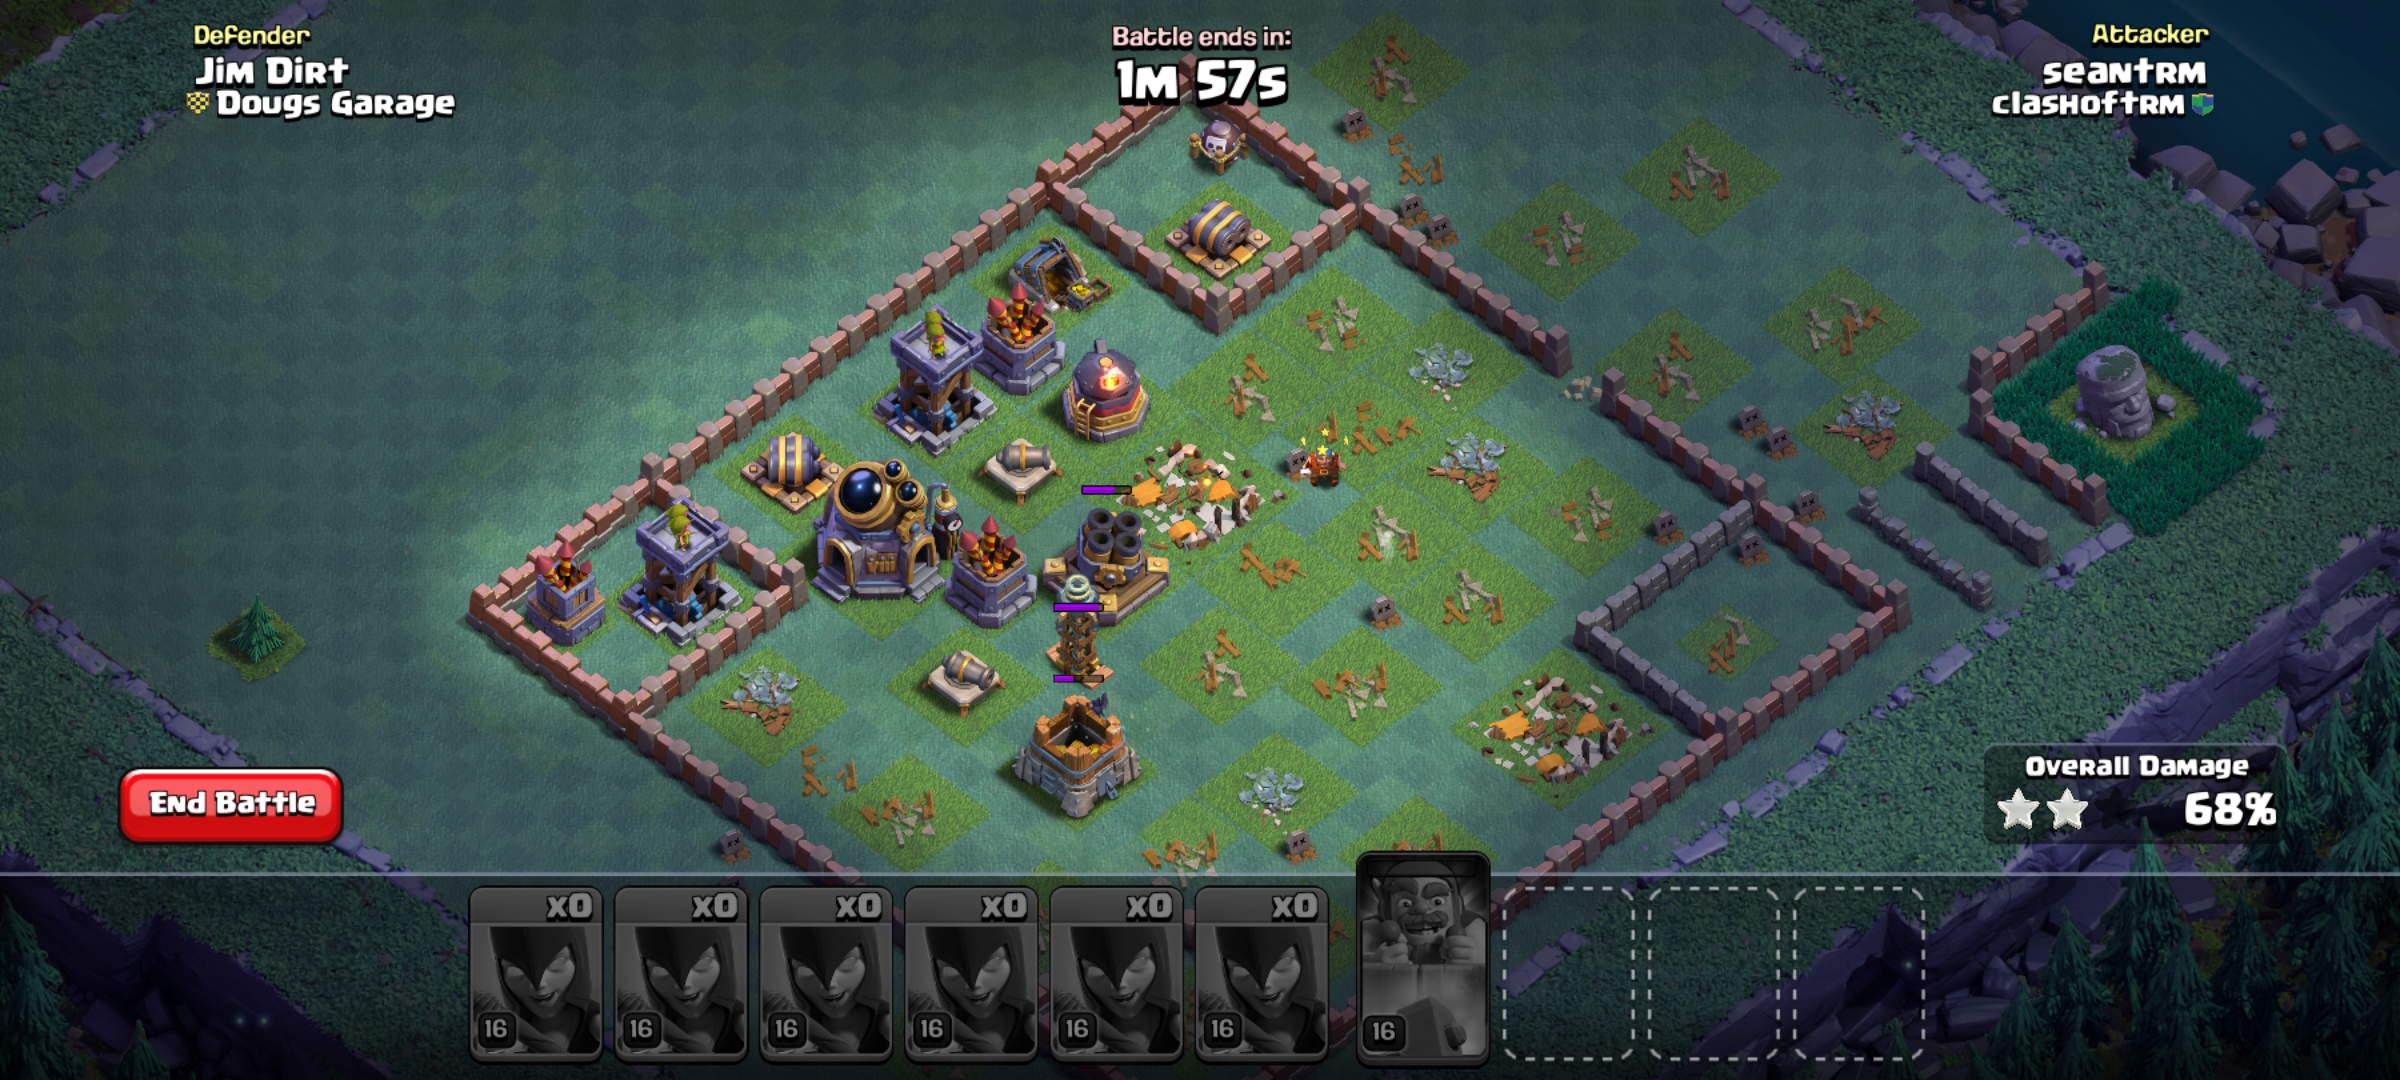 Defender
Jim Dirt
Dougs Garage
Battle ends in:
1M 57s
Attacker
seantRM
clashoftRM
VIII
End Battle
Overall Damage
68%
x0
x0
x0
x0
x0
x0
16
16
16
16
16
16
16